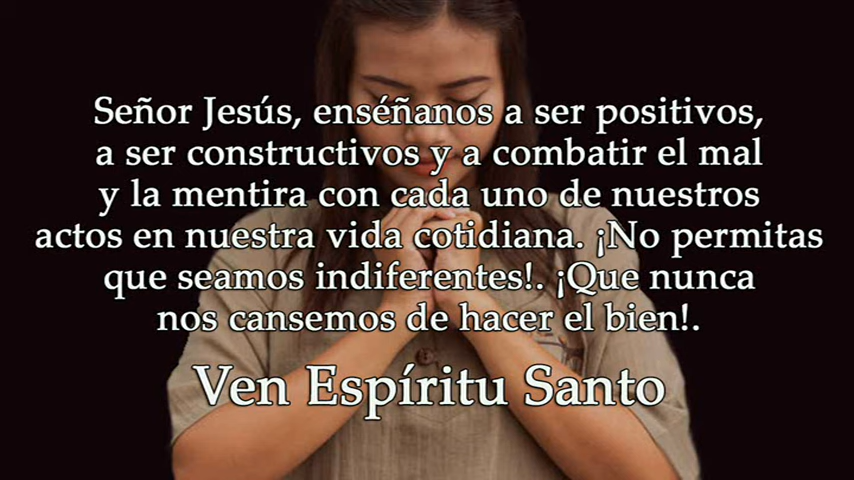 Señor Jesús, enséñanos a ser positivos,
a ser constructivos y a combatir el mal
y la mentira con cada uno de nuestros
actos en nuestra vida cotidiana. ¡No permitas
que seamos indiferentes!. ¡Que nunca
nos cansemos de hacer el bien!.
Ven Espíritu Santo